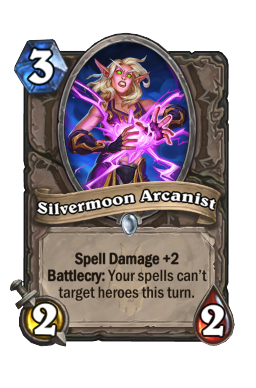 3
Silvermoon Arcanist
Spell Damage +2
Battlecry: Your spells can't
target heroes this turn.
2
2